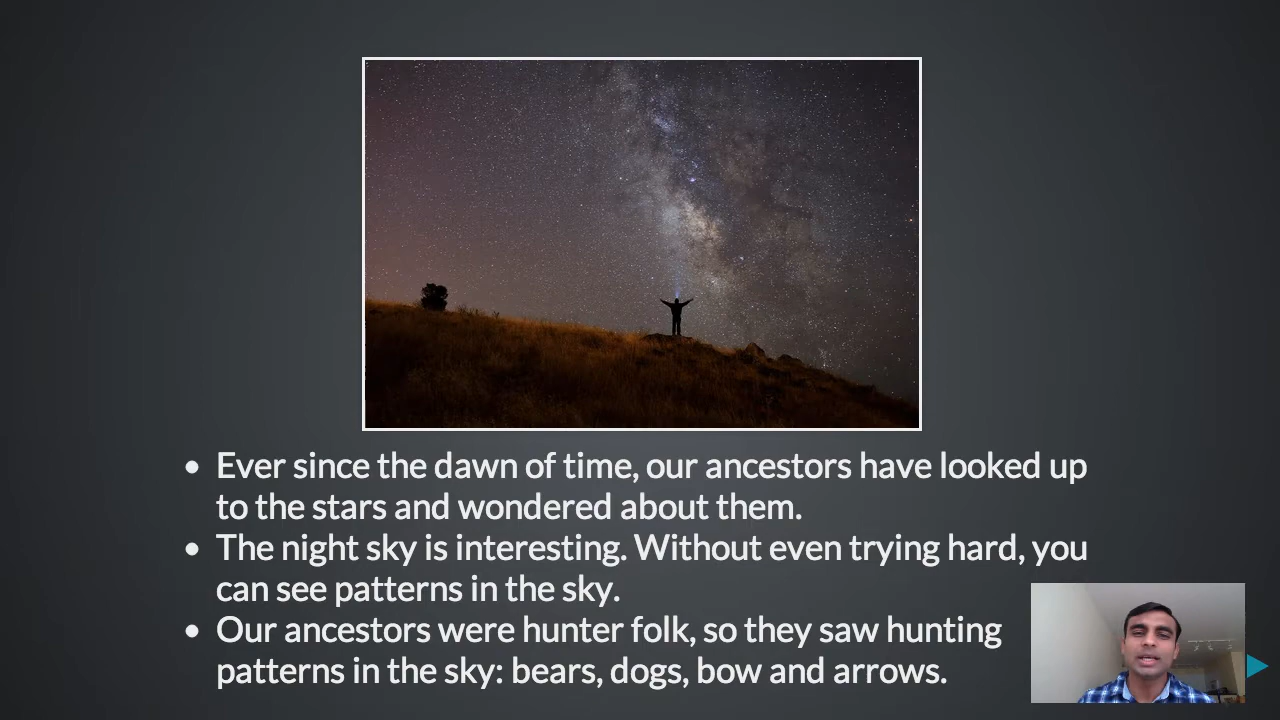 • Ever since the dawn of time, our ancestors have looked up
to the stars and wondered about them.
• The night sky is interesting. Without even trying hard, you
can see patterns in the sky.
• Our ancestors were hunter folk, so they saw hunting
patterns in the sky: bears, dogs, bow and arrows.